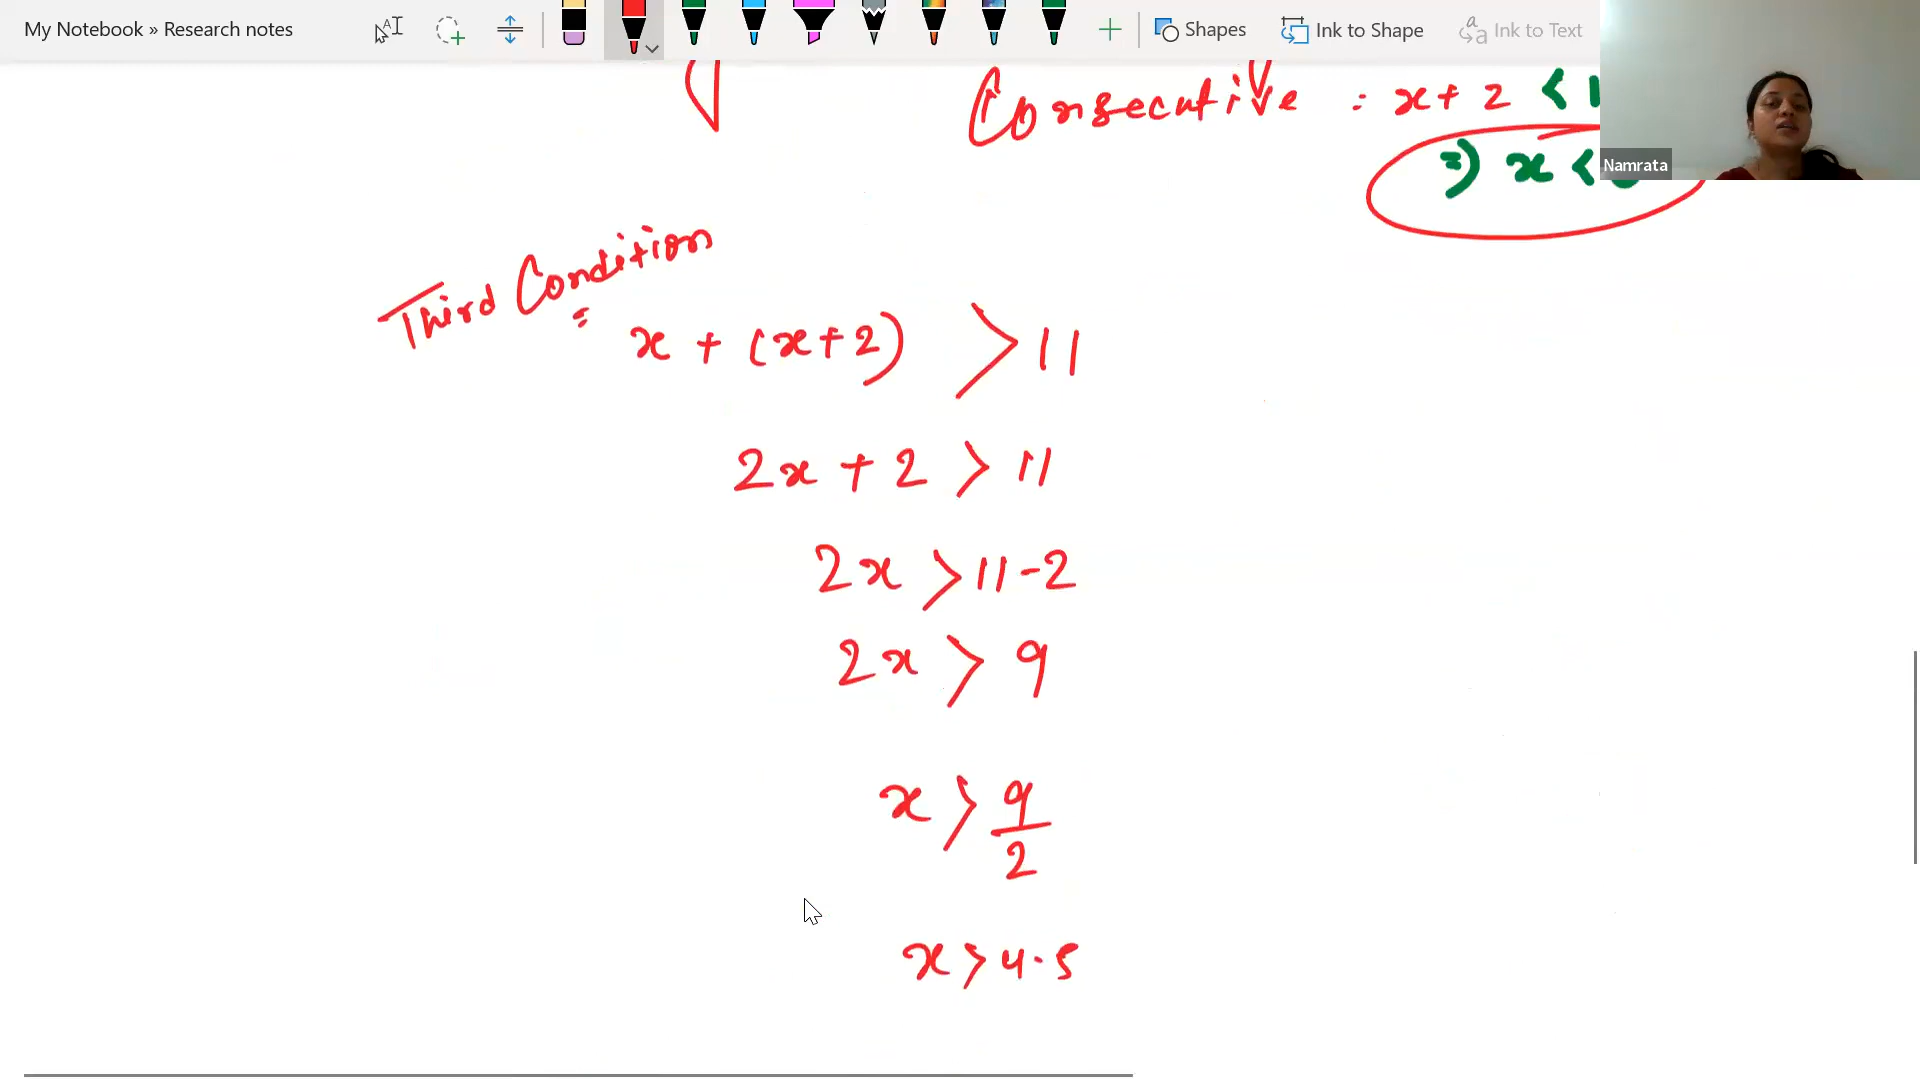 My Notebook » Research notes
Shapes
Ink to Shape
Ink to Text
Namrata
Consecutive : x + 2 <
⇒ x <
Third Condition
x + (x+2) > 11
2x + 2 > 11
2x > 11 - 2
2x > 9
x > 9/2
x > 4.5